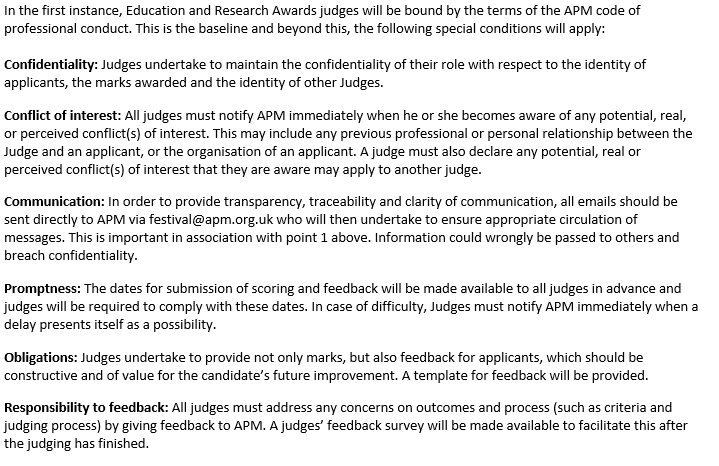 In the first instance, Education and Research Awards judges will be bound by the terms of the APM code of
professional conduct. This is the baseline and beyond this, the following special conditions will apply:
Confidentiality: Judges undertake to maintain the confidentiality of their role with respect to the identity of
applicants, the marks awarded and the identity of other Judges.
Conflict of interest: All judges must notify APM immediately when he or she becomes aware of any potential, real,
or perceived conflict(s) of interest. This may include any previous professional or personal relationship between the
Judge and an applicant, or the organisation of an applicant. A judge must also declare any potential, real or
perceived conflict(s) of interest that they are aware may apply to another judge.
Communication: In order to provide transparency, traceability and clarity of communication, all emails should be
sent directly to APM via festival@apm.org.uk who will then undertake to ensure appropriate circulation of
messages. This is important in association with point 1 above. Information could wrongly be passed to others and
breach confidentiality.
Promptness: The dates for submission of scoring and feedback will be made available to all judges in advance and
judges will be required to comply with these dates. In case of difficulty, Judges must notify APM immediately when a
delay presents itself as a possibility.
Obligations: Judges undertake to provide not only marks, but also feedback for applicants, which should be
constructive and of value for the candidate's future improvement. A template for feedback will be provided.
Responsibility to feedback: All judges must address any concerns on outcomes and process (such as criteria and
judging process) by giving feedback to APM. A judges' feedback survey will be made available to facilitate this after
the judging has finished.